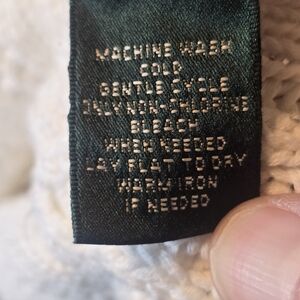 MACHINE WASH
COLD
GENTLE CYCLE
ONLY NON-CHLORINE
BLEACH
WHEN NEEDED
LAY FLAT TO DRY
WARM IRON
IF NEEDED